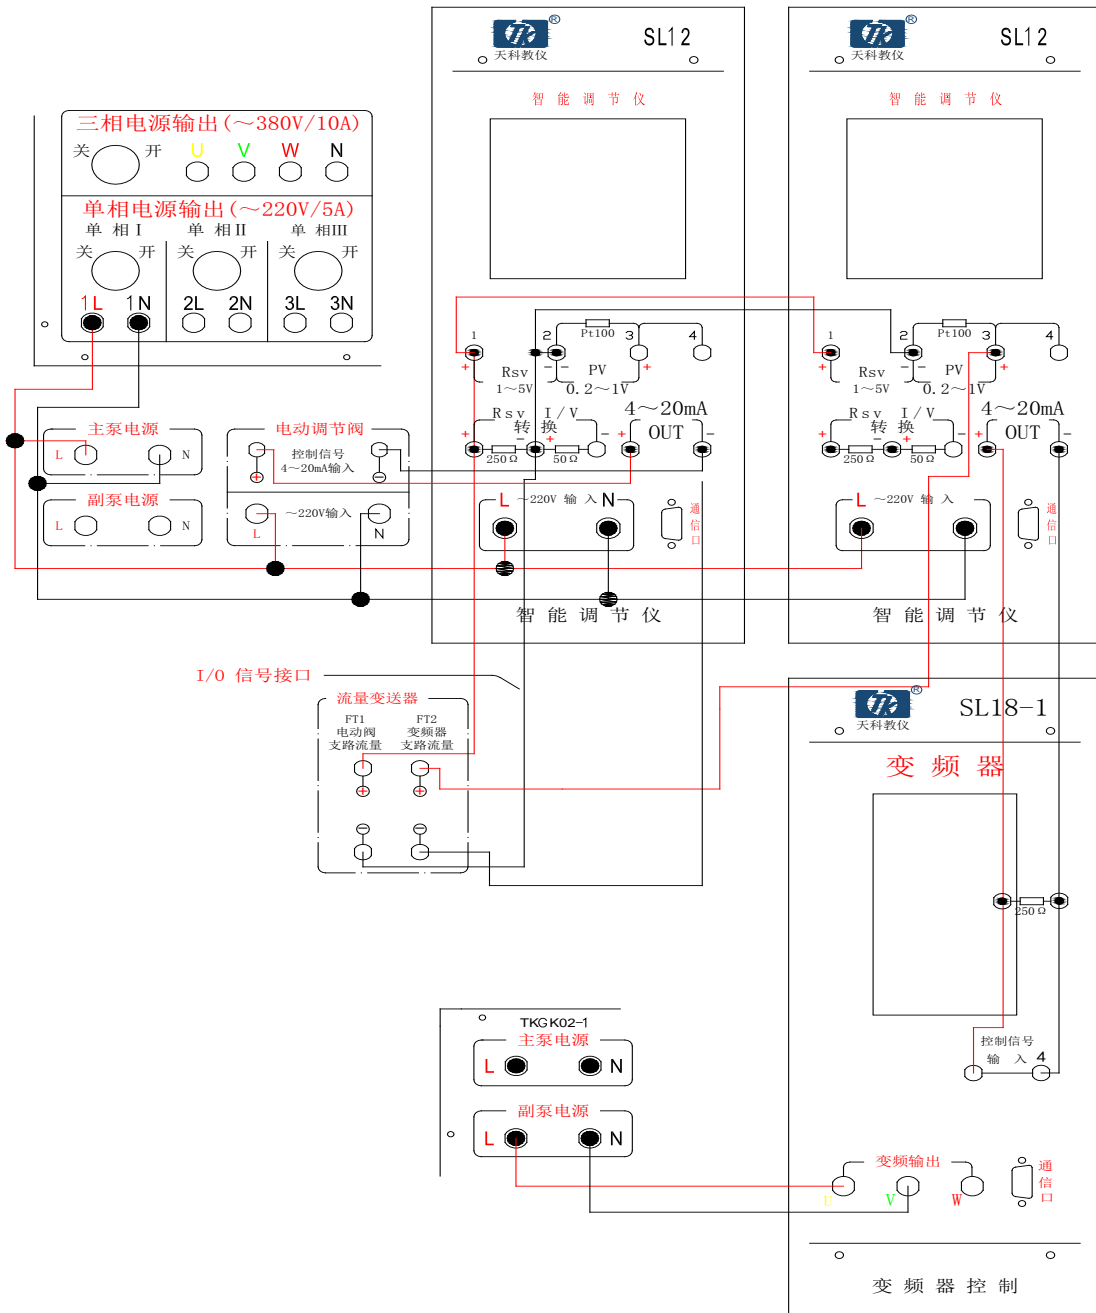 三相电源输出(～380V/10A)
关 开 U V W N
单相电源输出(～220V/5A)
单 相 I 单 相 II 单 相III
关 开 关 开 关 开
1L 1N 2L 2N 3L 3N
主泵电源
L N
副泵电源
L N
电动调节阀
控制信号
4～20mA输入
+ −
～220V输入
L N
TK ®
天科教仪
SL12
智 能 调 节 仪
1 2 3 4
Pt100
+ − − +
Rsv PV
1～5V 0.2～1V
Rsv I/V 4～20mA
转 换 OUT
+ − + − + −
250Ω 50Ω
L ～220V 输 入 N
通
信
口
智 能 调 节 仪
TK ®
天科教仪
SL12
智 能 调 节 仪
1 2 3 4
Pt100
+ − − +
Rsv PV
1～5V 0.2～1V
Rsv I/V 4～20mA
转 换 OUT
+ − + − + −
250Ω 50Ω
L ～220V 输 入
通
信
口
智 能 调 节 仪
I/O 信号接口
流量变送器
FT1 FT2
电动阀 变频器
支路流量 支路流量
+ +
− −
TK ®
天科教仪
SL18-1
变 频 器
250Ω
控制信号
输 入 4
变频输出
U V W
通
信
口
变 频 器 控 制
TKGK02-1
主泵电源
L N
副泵电源
L N